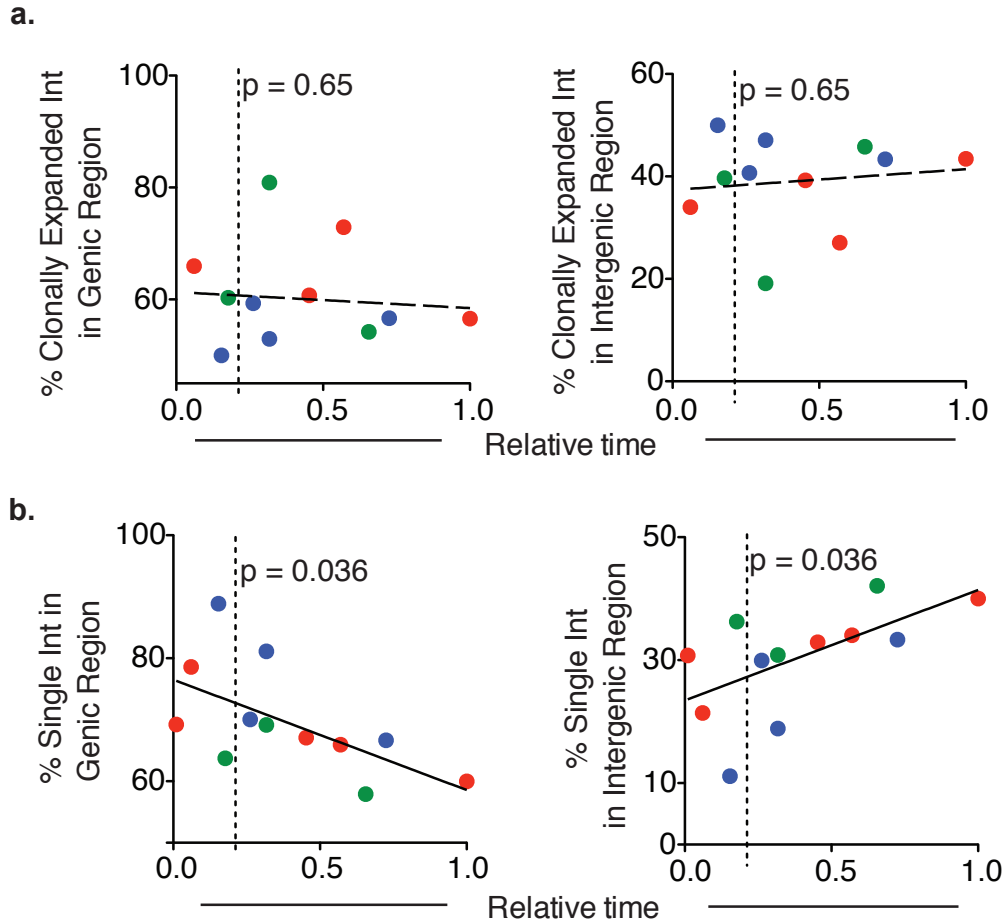 a.
% Clonally Expanded Int
in Genic Region
100
80
60
p = 0.65
0.0 0.5 1.0
% Clonally Expanded Int
in Intergenic Region
60
40
20
0
p = 0.65
0.0 0.5 1.0
Relative time
b.
% Single Int in
Genic Region
100
80
60
p = 0.036
0.0 0.5 1.0
% Single Int
in Intergenic Region
50
30
10
0
p = 0.036
0.0 0.5 1.0
Relative time